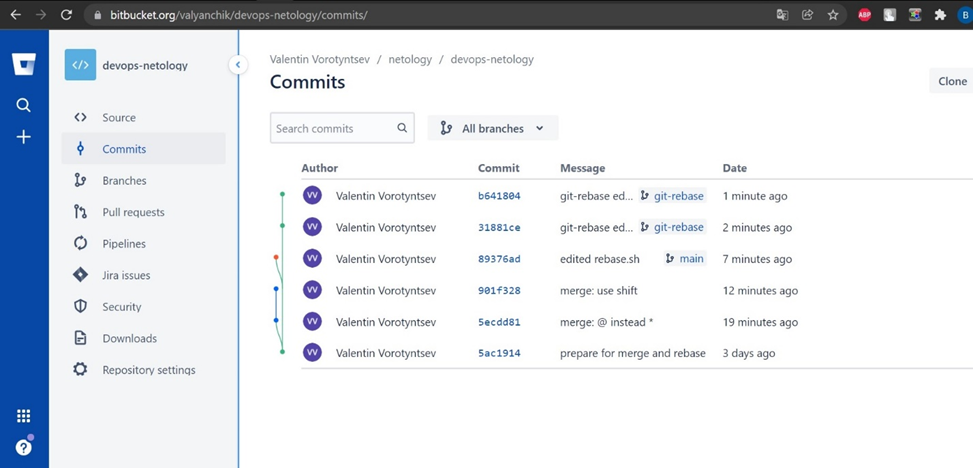 bitbucket.org/valyanchik/devops-netology/commits/
ABP
B
</> devops-netology
Valentin Vorotyntsev / netology / devops-netology
Commits
Clone
Source
Search commits
All branches
Commits
Branches
Author Commit Message Date
Pull requests
VV Valentin Vorotyntsev b641804 git-rebase ed... git-rebase 1 minute ago
VV Valentin Vorotyntsev 31881ce git-rebase ed... git-rebase 2 minutes ago
Pipelines
VV Valentin Vorotyntsev 89376ad edited rebase.sh main 7 minutes ago
Jira issues
VV Valentin Vorotyntsev 901f328 merge: use shift 12 minutes ago
Security
VV Valentin Vorotyntsev 5ecdd81 merge: @ instead * 19 minutes ago
Downloads
VV Valentin Vorotyntsev 5ac1914 prepare for merge and rebase 3 days ago
Repository settings